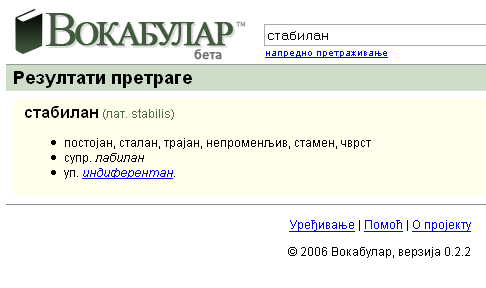 Вокабулар™
бета
стабилан
напредно претраживање
Резултати претраге
стабилан (лат. stabilis)
постојан, сталан, трајан, непроменљив, стамен, чврст
супр. лабилан
уп. индиферентан.
Уређивање | Помоћ | О пројекту
© 2006 Вокабулар, верзија 0.2.2